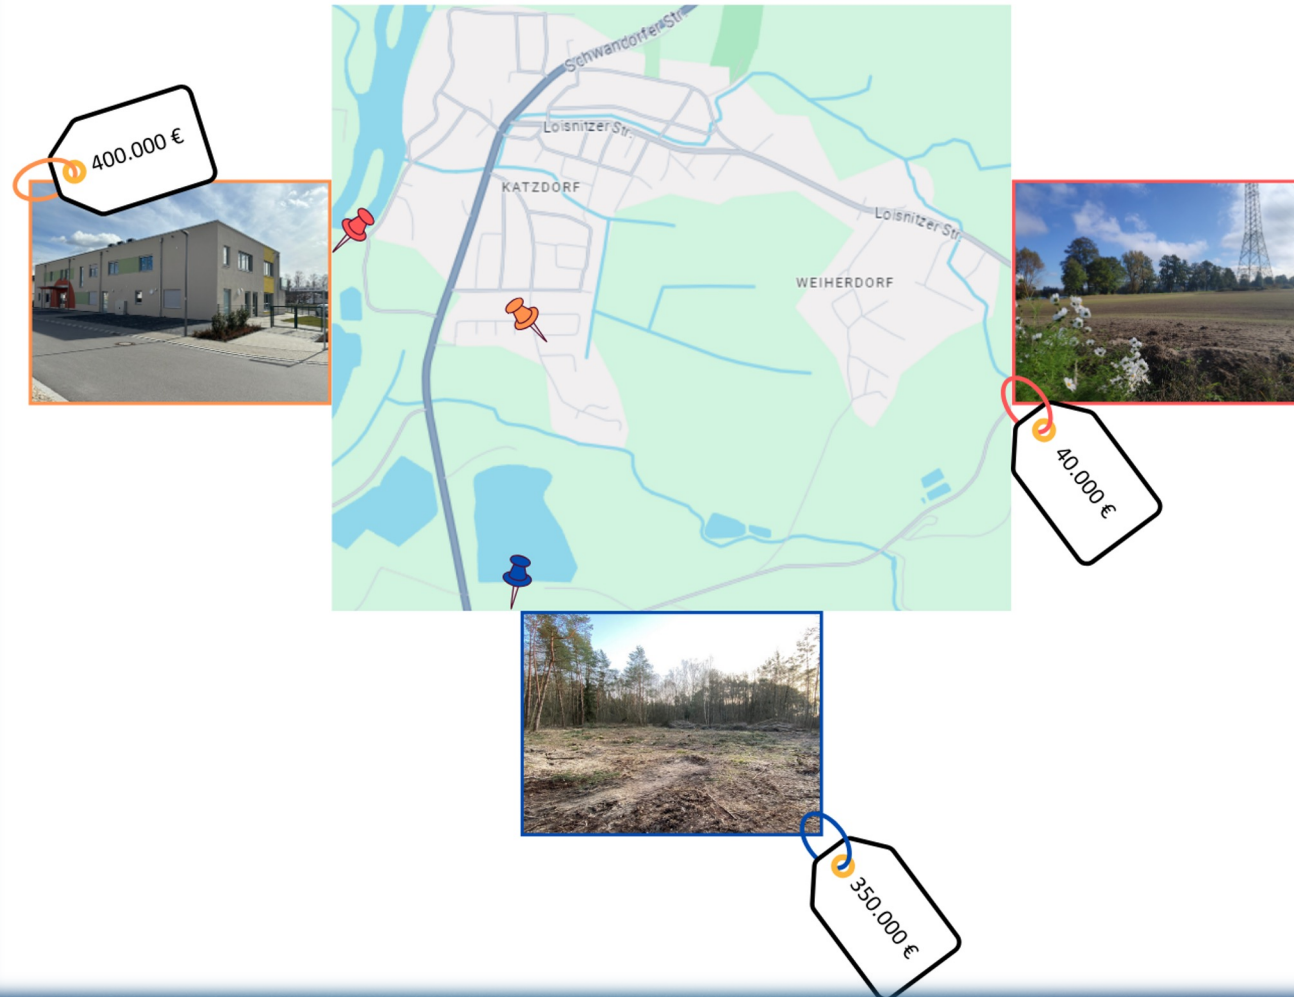 Schwandorfer Str.
400.000 €
Loisnitzer Str.
KATZDORF
Loisnitzer Str
WEIHERDORF
40.000 €
350.000 €